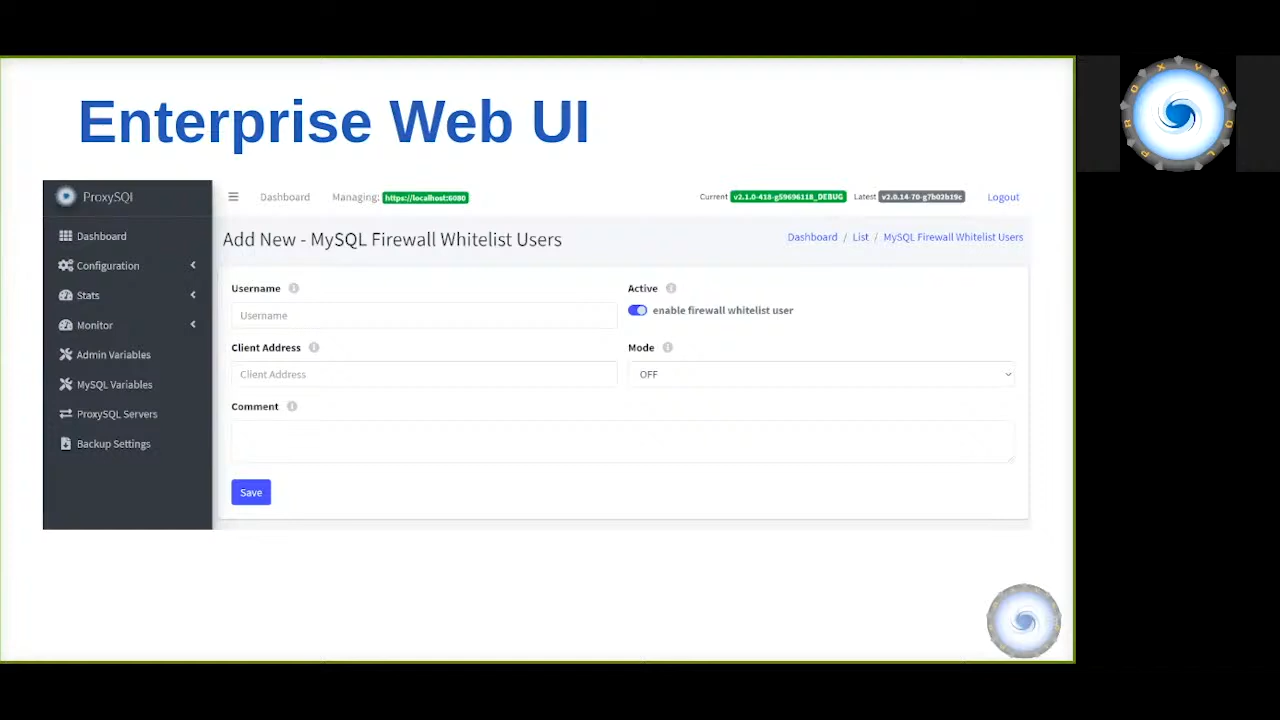 Enterprise Web UI
ProxySQL
Dashboard
Managing: https://localhost:6080
Current v2.1.0-418-g59696118_DEBUG Latest v2.0.14-70-g7b02b19c
Logout
Dashboard
Configuration
Stats
Monitor
Admin Variables
MySQL Variables
ProxySQL Servers
Backup Settings
Add New - MySQL Firewall Whitelist Users
Dashboard / List / MySQL Firewall Whitelist Users
Username
Username
Active
enable firewall whitelist user
Client Address
Client Address
Mode
OFF
Comment
Save
PROXYSQL